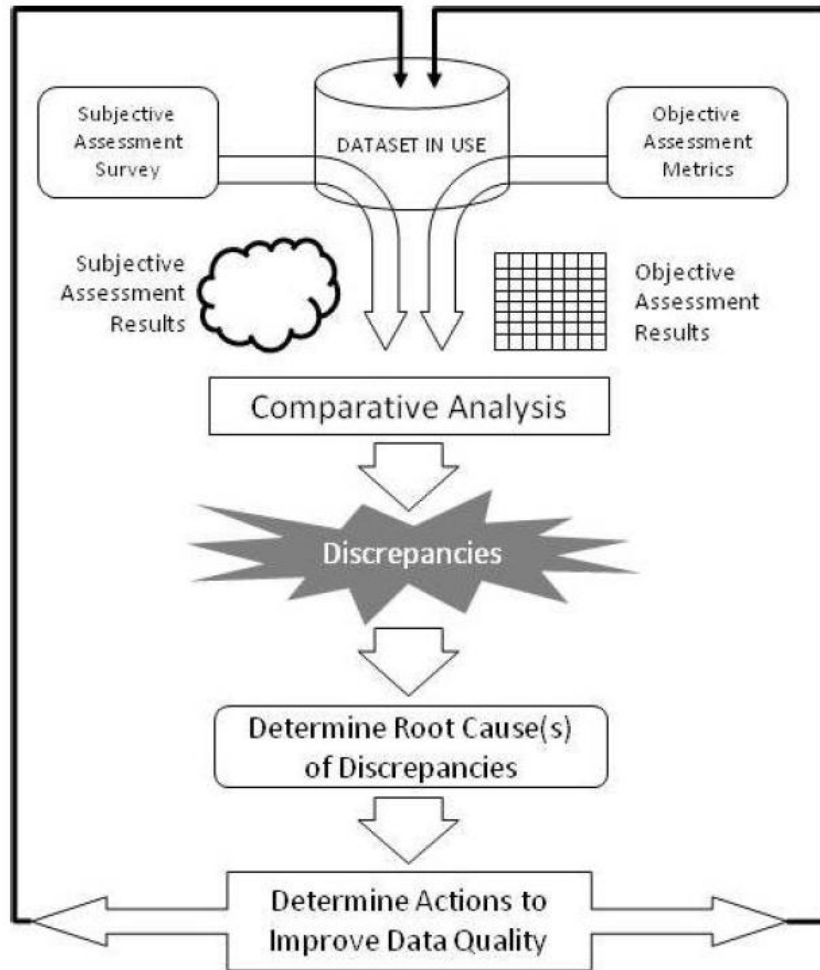 Subjective
Assessment
Survey
DATASET IN USE
Objective
Assessment
Metrics
Subjective
Assessment
Results
Objective
Assessment
Results
Comparative Analysis
Discrepancies
Determine Root Cause(s)
of Discrepancies
Determine Actions to
Improve Data Quality